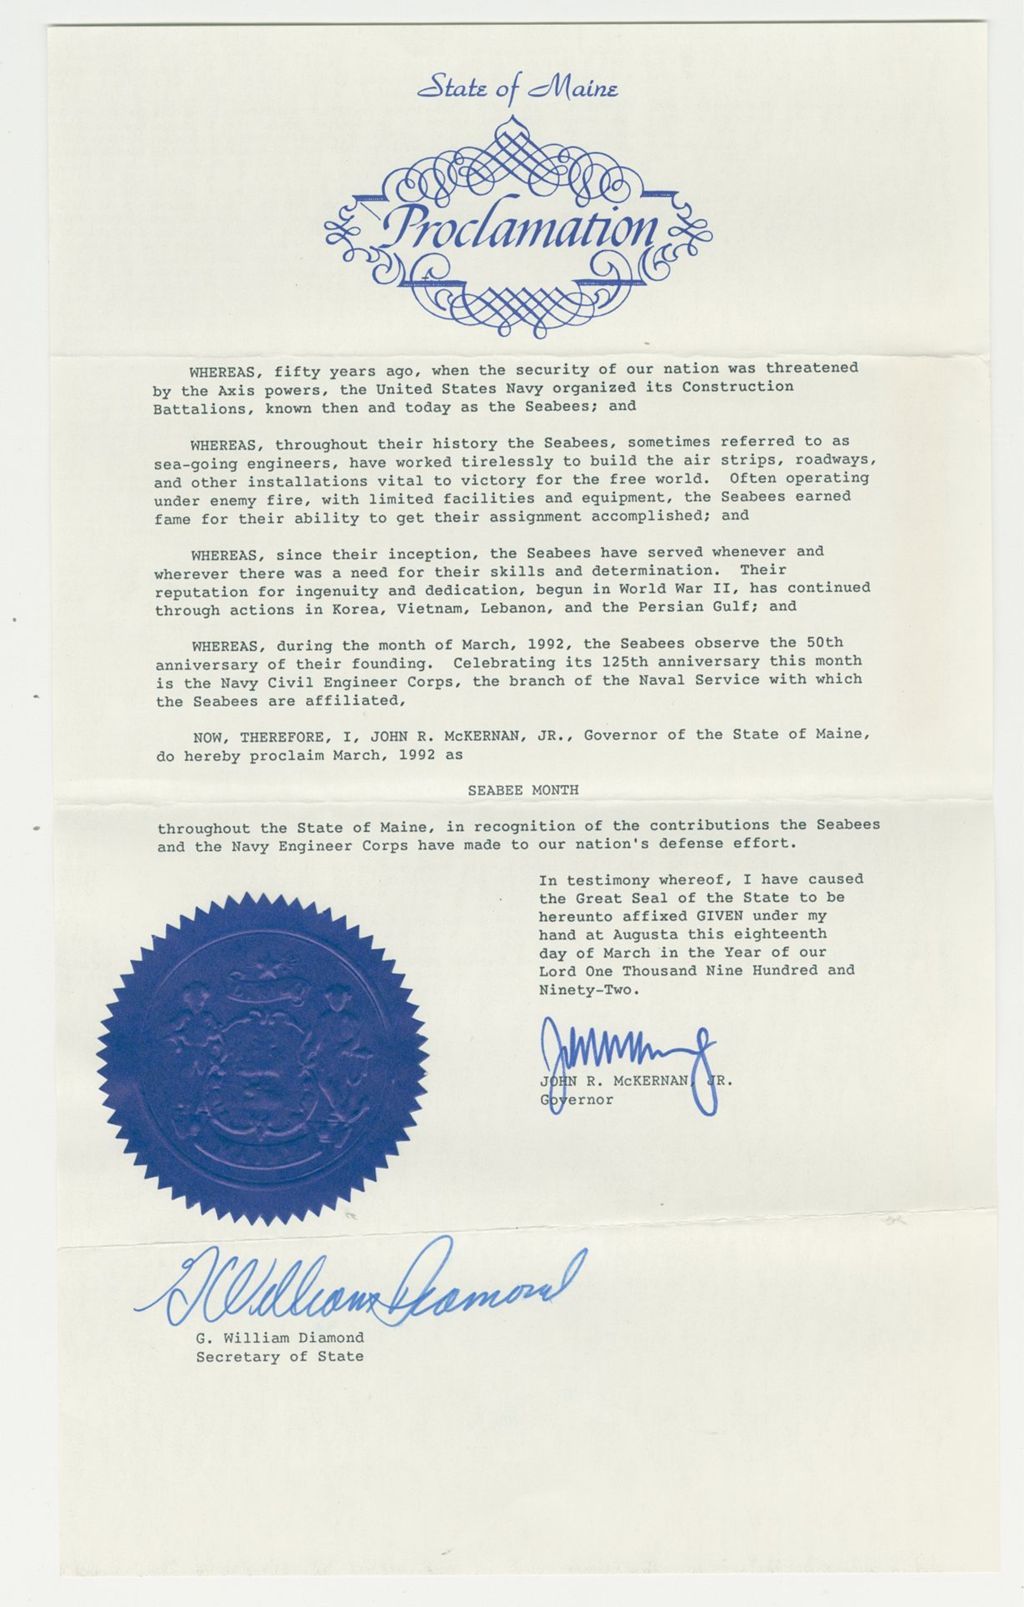 State of Maine
Proclamation
WHEREAS, fifty years ago, when the security of our nation was threatened
by the Axis powers, the United States Navy organized its Construction
Battalions, known then and today as the Seabees; and
WHEREAS, throughout their history the Seabees, sometimes referred to as
sea-going engineers, have worked tirelessly to build the air strips, roadways,
and other installations vital to victory for the free world.  Often operating
under enemy fire, with limited facilities and equipment, the Seabees earned
fame for their ability to get their assignment accomplished; and
WHEREAS, since their inception, the Seabees have served whenever and
wherever there was a need for their skills and determination.  Their
reputation for ingenuity and dedication, begun in World War II, has continued
through actions in Korea, Vietnam, Lebanon, and the Persian Gulf; and
WHEREAS, during the month of March, 1992, the Seabees observe the 50th
anniversary of their founding.  Celebrating its 125th anniversary this month
is the Navy Civil Engineer Corps, the branch of the Naval Service with which
the Seabees are affiliated,
NOW, THEREFORE, I, JOHN R. McKERNAN, JR., Governor of the State of Maine,
do hereby proclaim March, 1992 as
SEABEE MONTH
throughout the State of Maine, in recognition of the contributions the Seabees
and the Navy Engineer Corps have made to our nation's defense effort.
In testimony whereof, I have caused
the Great Seal of the State to be
hereunto affixed GIVEN under my
hand at Augusta this eighteenth
day of March in the Year of our
Lord One Thousand Nine Hundred and
Ninety-Two.
JOHN R. McKERNAN, JR.
Governor
G William Diamond
G. William Diamond
Secretary of State